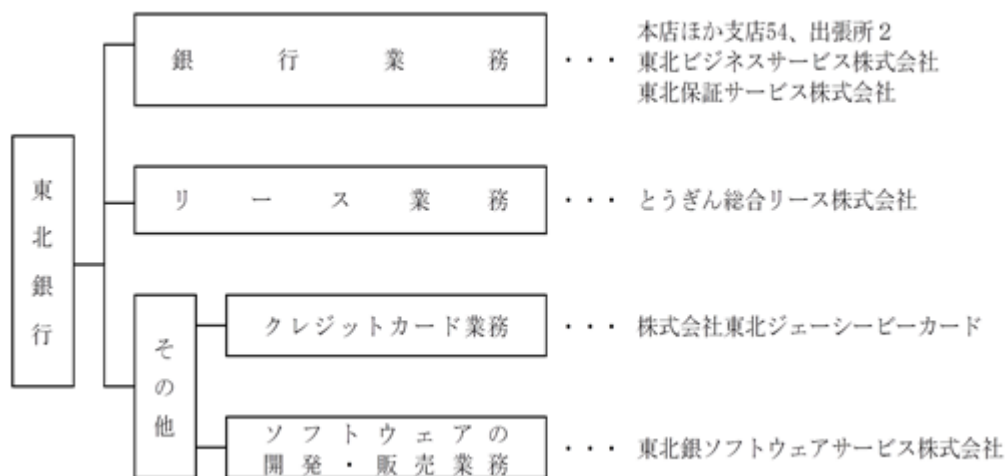 東北銀行
銀行業務
・・・
本店ほか支店54、出張所２
東北ビジネスサービス株式会社
東北保証サービス株式会社
リース業務
・・・
とうぎん総合リース株式会社
その他
クレジットカード業務
・・・
株式会社東北ジェーシービーカード
ソフトウェアの
開発・販売業務
・・・
東北銀ソフトウェアサービス株式会社